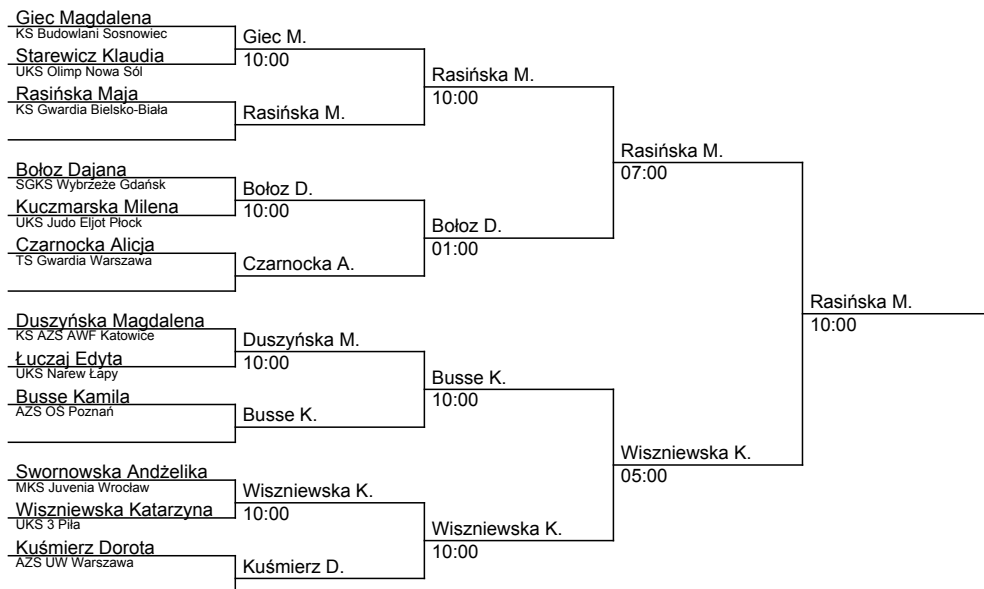 Giec Magdalena
KS Budowlani Sosnowiec
Starewicz Klaudia
UKS Olimp Nowa Sól
Rasińska Maja
KS Gwardia Bielsko-Biała
Bołoz Dajana
SGKS Wybrzeże Gdańsk
Kuczmarska Milena
UKS Judo Eljot Płock
Czarnocka Alicja
TS Gwardia Warszawa
Duszyńska Magdalena
KS AZS AWF Katowice
Łuczaj Edyta
UKS Narew Łapy
Busse Kamila
AZS OŚ Poznań
Swornowska Andżelika
MKS Juvenia Wrocław
Wiszniewska Katarzyna
UKS 3 Piła
Kuśmierz Dorota
AZS UW Warszawa
Giec M.
10:00
Rasińska M.
Bołoz D.
10:00
Czarnocka A.
Duszyńska M.
10:00
Busse K.
Wiszniewska K.
10:00
Kuśmierz D.
Rasińska M.
10:00
Bołoz D.
01:00
Busse K.
10:00
Wiszniewska K.
10:00
Rasińska M.
07:00
Wiszniewska K.
05:00
Rasińska M.
10:00